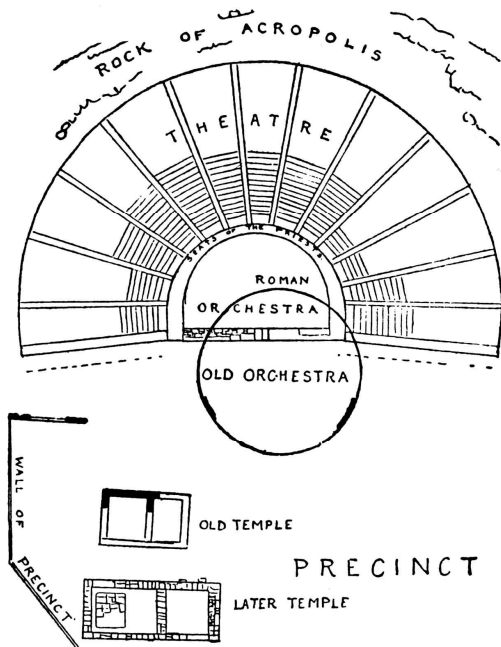 ROCK OF ACROPOLIS
THEATRE
SEATS OF THE PRIESTS
ROMAN
ORCHESTRA
OLD ORCHESTRA
WALL OF PRECINCT
OLD TEMPLE
PRECINCT
LATER TEMPLE